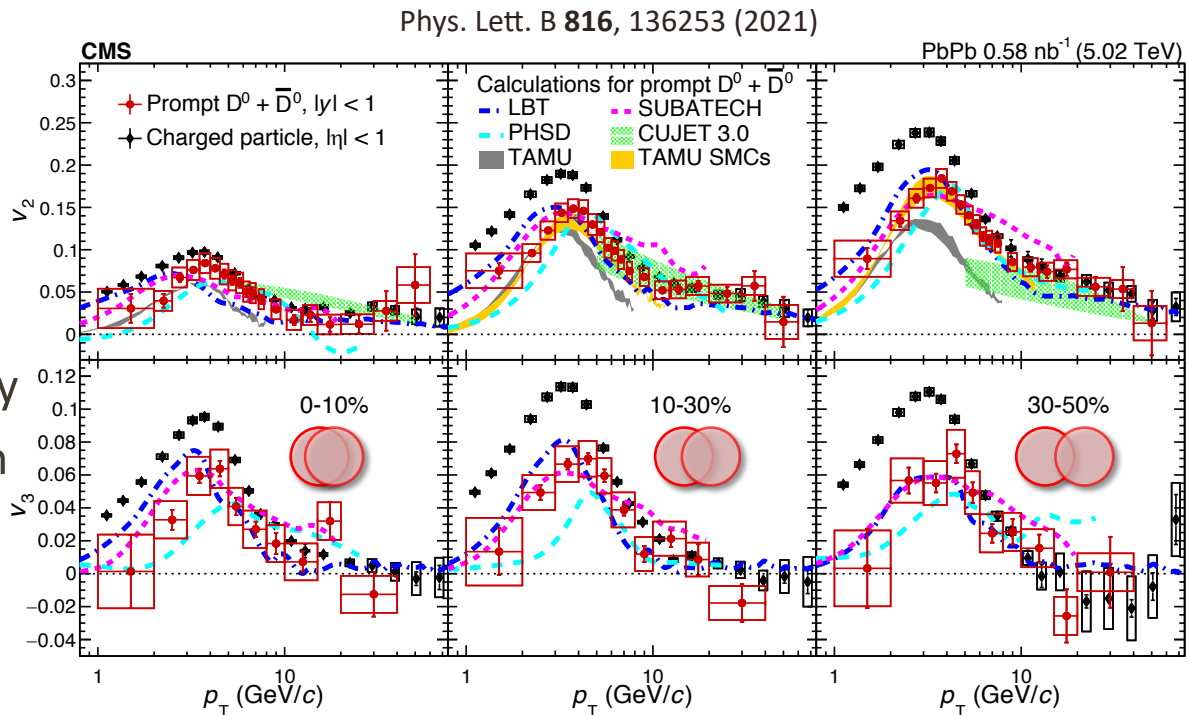 Phys. Lett. B 816, 136253 (2021)
CMS
PbPb 0.58 nb⁻¹ (5.02 TeV)
Prompt D⁰ + D̅⁰, |y| < 1
Charged particle, |η| < 1
Calculations for prompt D⁰ + D̅⁰
LBT
SUBATECH
PHSD
CUJET 3.0
TAMU
TAMU SMCs
v₂
0.3
0.25
0.2
0.15
0.1
0.05
0
y
n
0-10%
10-30%
30-50%
v₃
0.12
0.1
0.08
0.06
0.04
0.02
0
−0.02
−0.04
1 10
1 10
1 10
p_T (GeV/c)
p_T (GeV/c)
p_T (GeV/c)